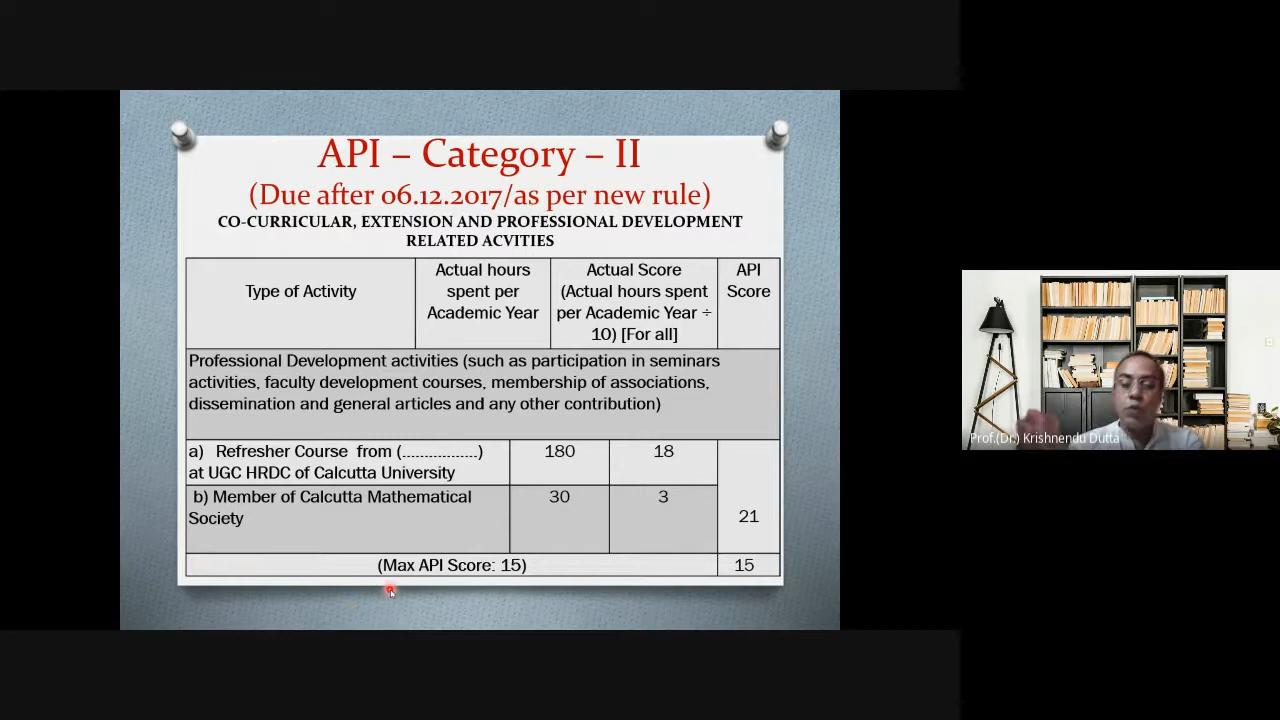 API – Category – II
(Due after 06.12.2017/as per new rule)
CO-CURRICULAR, EXTENSION AND PROFESSIONAL DEVELOPMENT
RELATED ACVITIES
Type of Activity
Actual hours
spent per
Academic Year
Actual Score
(Actual hours spent
per Academic Year ÷
10) [For all]
API
Score
Professional Development activities (such as participation in seminars
activities, faculty development courses, membership of associations,
dissemination and general articles and any other contribution)
a) Refresher Course from (.................)
at UGC HRDC of Calcutta University
180
18
b) Member of Calcutta Mathematical
Society
30
3
21
(Max API Score: 15)
15
Prof.(Dr.) Krishnendu Dutta